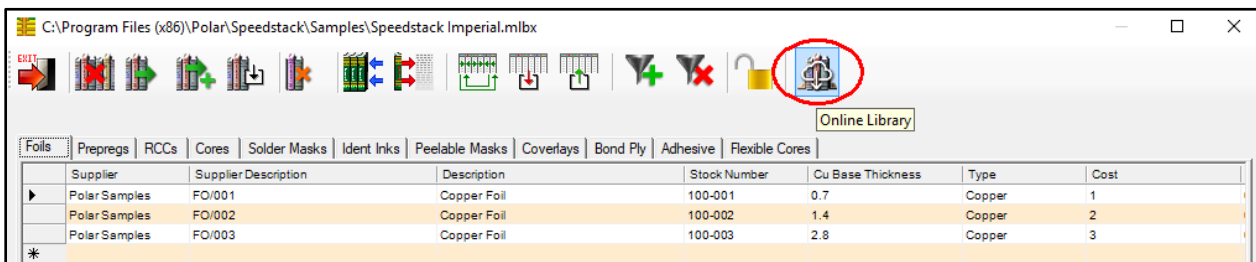 C:\Program Files (x86)\Polar\Speedstack\Samples\Speedstack Imperial.mlbx
EXIT
Online Library
Foils Prepregs RCCs Cores Solder Masks Ident Inks Peelable Masks Coverlays Bond Ply Adhesive Flexible Cores
Supplier Supplier Description Description Stock Number Cu Base Thickness Type Cost
Polar Samples FO/001 Copper Foil 100-001 0.7 Copper 1
Polar Samples FO/002 Copper Foil 100-002 1.4 Copper 2
Polar Samples FO/003 Copper Foil 100-003 2.8 Copper 3